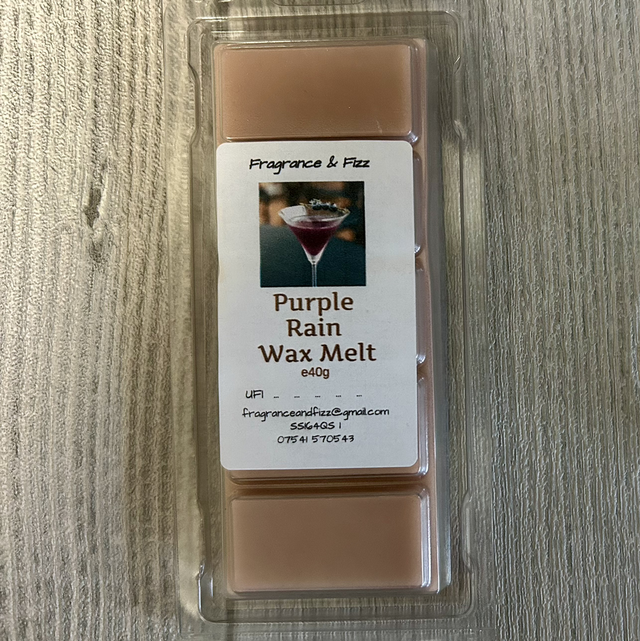 Fragrance & Fizz
Purple
Rain
Wax Melt
e40g
UFI
fragranceandfizz@gmail.com
SS164QS 1
07541 570543